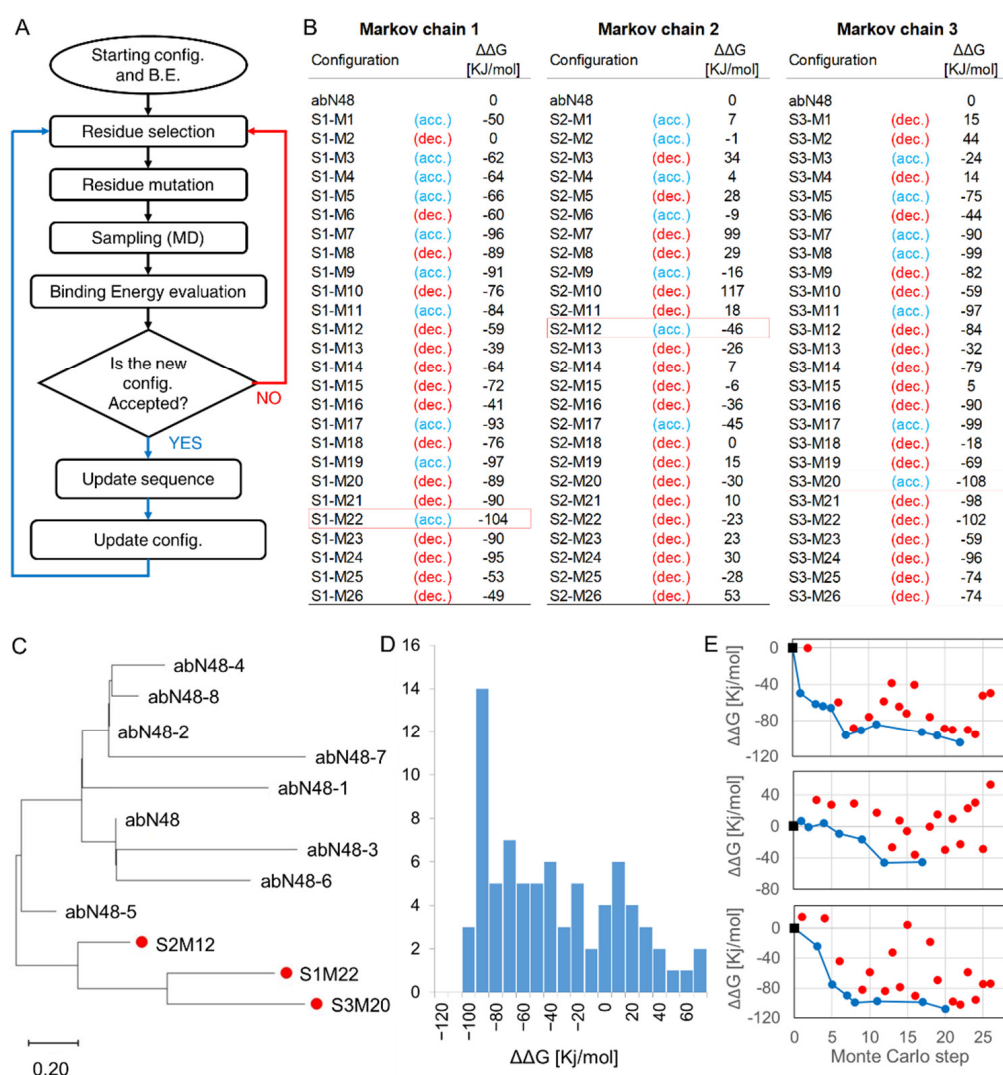 A
Starting config.
and B.E.
Residue selection
Residue mutation
Sampling (MD)
Binding Energy evaluation
Is the new
config.
Accepted?
NO
YES
Update sequence
Update config.
B
Markov chain 1
Configuration ΔΔG
[KJ/mol]
abN48 0
S1-M1 (acc.) -50
S1-M2 (dec.) 0
S1-M3 (acc.) -62
S1-M4 (acc.) -64
S1-M5 (acc.) -66
S1-M6 (dec.) -60
S1-M7 (acc.) -96
S1-M8 (dec.) -89
S1-M9 (acc.) -91
S1-M10 (dec.) -76
S1-M11 (acc.) -84
S1-M12 (dec.) -59
S1-M13 (dec.) -39
S1-M14 (dec.) -64
S1-M15 (dec.) -72
S1-M16 (dec.) -41
S1-M17 (acc.) -93
S1-M18 (dec.) -76
S1-M19 (acc.) -97
S1-M20 (dec.) -89
S1-M21 (dec.) -90
S1-M22 (acc.) -104
S1-M23 (dec.) -90
S1-M24 (dec.) -95
S1-M25 (dec.) -53
S1-M26 (dec.) -49
Markov chain 2
Configuration ΔΔG
[KJ/mol]
abN48 0
S2-M1 (acc.) 7
S2-M2 (acc.) -1
S2-M3 (dec.) 34
S2-M4 (acc.) 4
S2-M5 (dec.) 28
S2-M6 (acc.) -9
S2-M7 (dec.) 99
S2-M8 (dec.) 29
S2-M9 (acc.) -16
S2-M10 (dec.) 117
S2-M11 (dec.) 18
S2-M12 (acc.) -46
S2-M13 (dec.) -26
S2-M14 (dec.) 7
S2-M15 (dec.) -6
S2-M16 (dec.) -36
S2-M17 (acc.) -45
S2-M18 (dec.) 0
S2-M19 (dec.) 15
S2-M20 (dec.) -30
S2-M21 (dec.) 10
S2-M22 (dec.) -23
S2-M23 (dec.) 23
S2-M24 (dec.) 30
S2-M25 (dec.) -28
S2-M26 (dec.) 53
Markov chain 3
Configuration ΔΔG
[KJ/mol]
abN48 0
S3-M1 (dec.) 15
S3-M2 (dec.) 44
S3-M3 (acc.) -24
S3-M4 (dec.) 14
S3-M5 (acc.) -75
S3-M6 (dec.) -44
S3-M7 (acc.) -90
S3-M8 (acc.) -99
S3-M9 (dec.) -82
S3-M10 (dec.) -59
S3-M11 (acc.) -97
S3-M12 (dec.) -84
S3-M13 (dec.) -32
S3-M14 (dec.) -79
S3-M15 (dec.) 5
S3-M16 (dec.) -90
S3-M17 (acc.) -99
S3-M18 (dec.) -18
S3-M19 (dec.) -69
S3-M20 (acc.) -108
S3-M21 (dec.) -98
S3-M22 (dec.) -102
S3-M23 (dec.) -59
S3-M24 (dec.) -96
S3-M25 (dec.) -74
S3-M26 (dec.) -74
C
abN48-4
abN48-8
abN48-2
abN48-7
abN48-1
abN48
abN48-3
abN48-6
abN48-5
S2M12
S1M22
S3M20
0.20
D
16
14
12
10
8
6
4
2
0
−120
−100
−80
−60
−40
−20
0
20
40
60
ΔΔG [Kj/mol]
E
0
-40
-80
-120
ΔΔG [Kj/mol]
40
0
-40
-80
ΔΔG [Kj/mol]
0
-40
-80
-120
ΔΔG [Kj/mol]
0 5 10 15 20 25
Monte Carlo step